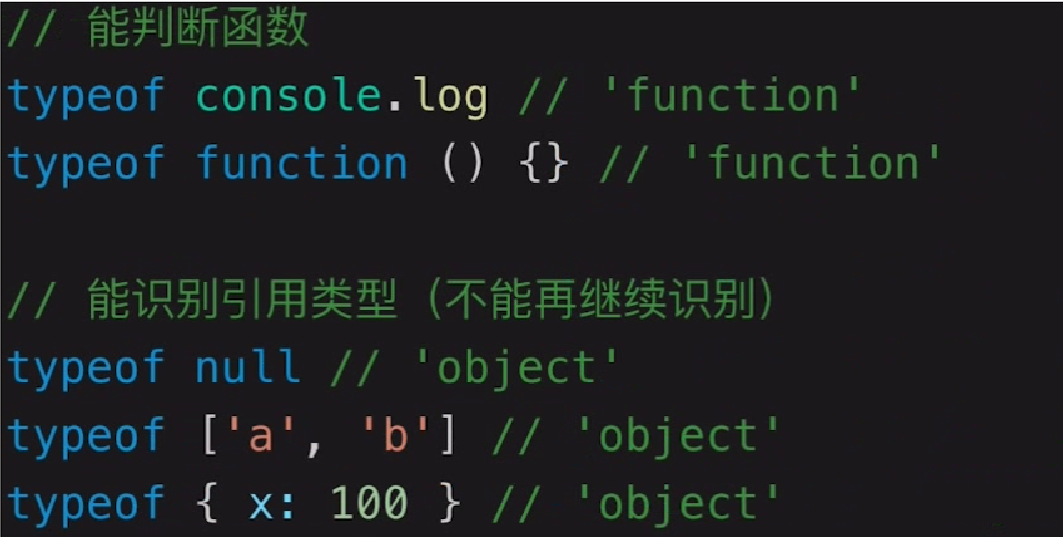 // 能判断函数
typeof console.log // 'function'
typeof function () {} // 'function'
// 能识别引用类型（不能再继续识别）
typeof null // 'object'
typeof ['a', 'b'] // 'object'
typeof { x: 100 } // 'object'